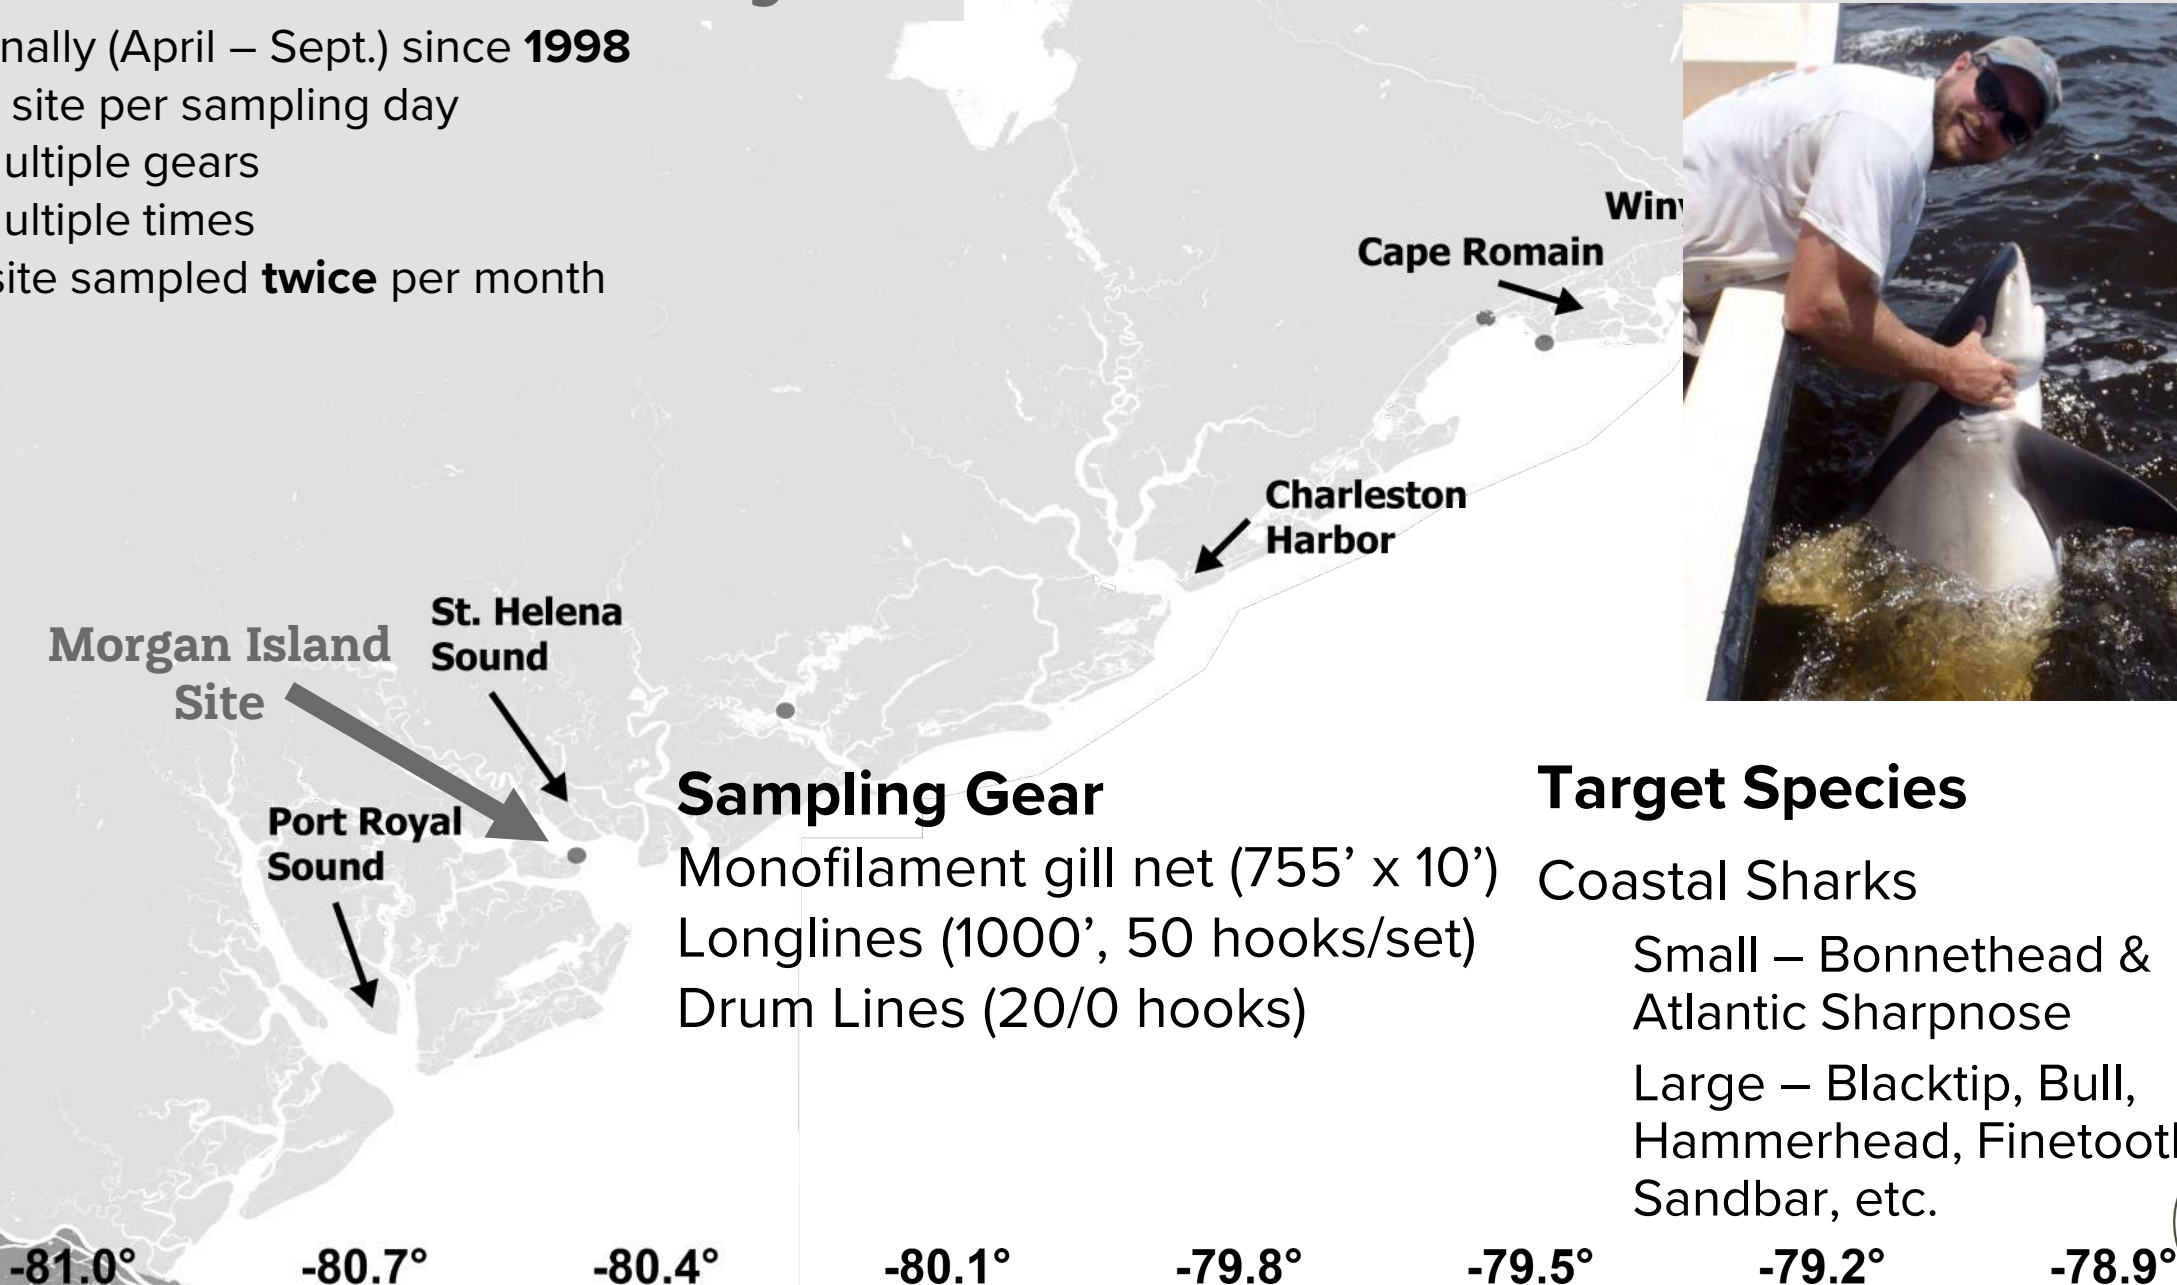 nally (April – Sept.) since 1998
site per sampling day
ultiple gears
ultiple times
site sampled twice per month
Win
Cape Romain
Charleston
Harbor
St. Helena
Sound
Morgan Island
Site
Port Royal
Sound
Sampling Gear
Monofilament gill net (755’ x 10’)
Longlines (1000’, 50 hooks/set)
Drum Lines (20/0 hooks)
Target Species
Coastal Sharks
Small – Bonnethead &
Atlantic Sharpnose
Large – Blacktip, Bull,
Hammerhead, Finetooth
Sandbar, etc.
-81.0° -80.7° -80.4° -80.1° -79.8° -79.5° -79.2° -78.9°